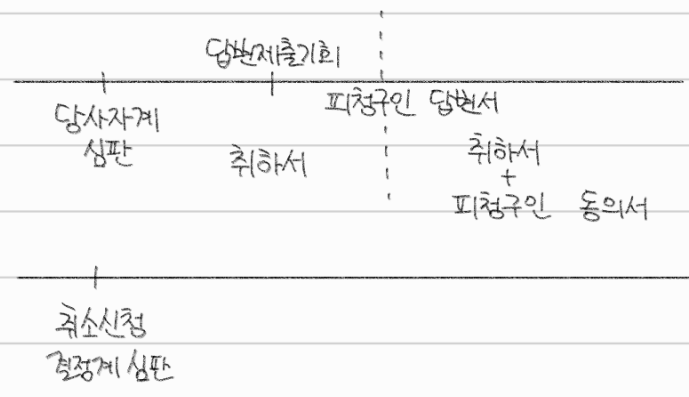 답변제출기회
피청구인 답변서
당사자계
심판
취하서
취하서
+
피청구인 동의서
취소신청
결정계 심판